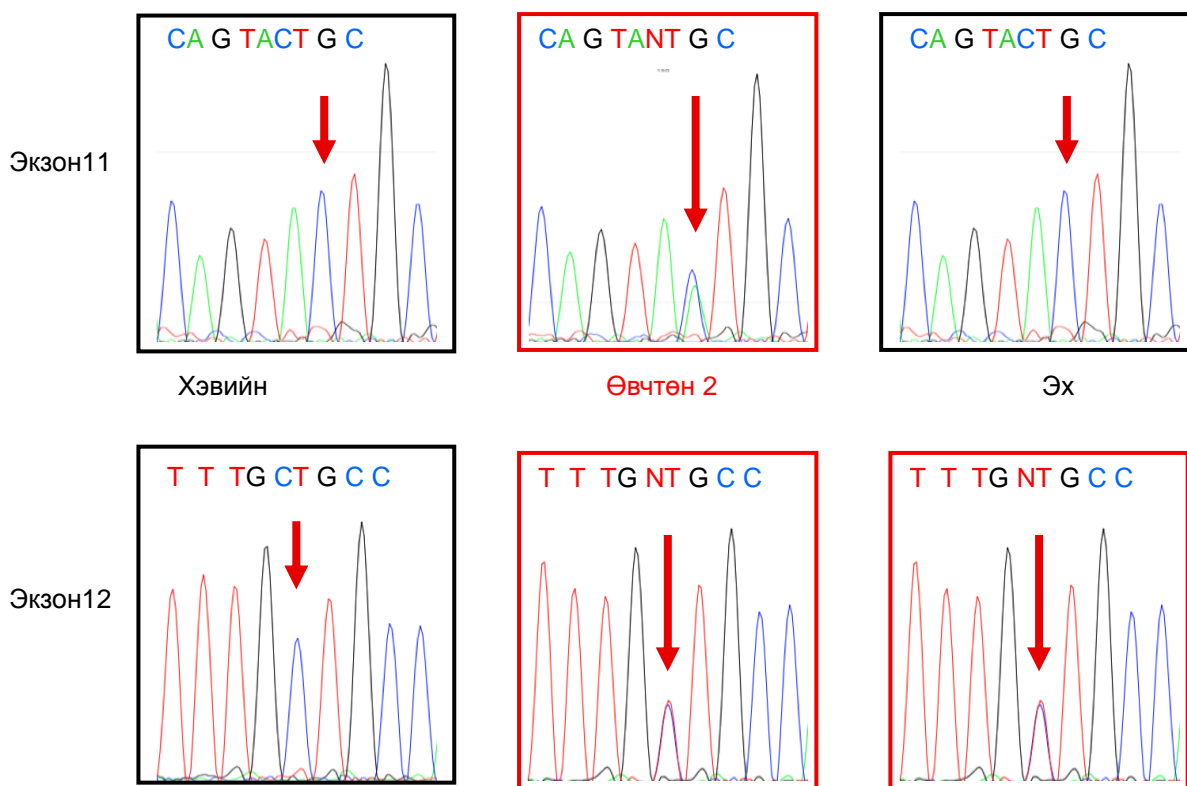 CA G TACT G C
CA G TANT G C
CA G TACT G C
Экзон11
Хэвийн
Өвчтөн 2
Эх
T T TG CT G C C
T T TG NT G C C
T T TG NT G C C
Экзон12